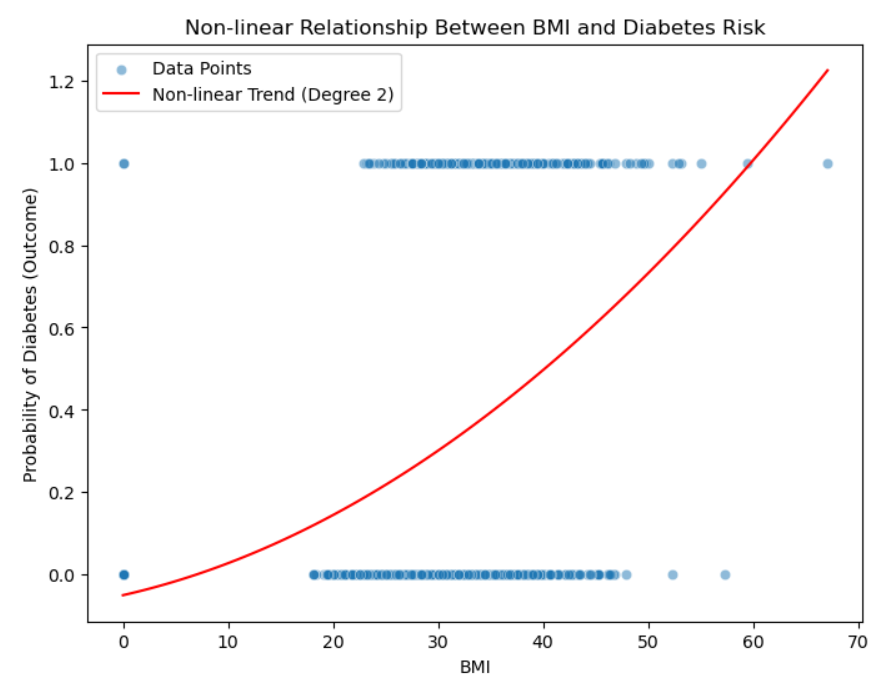 Non-linear Relationship Between BMI and Diabetes Risk
Data Points
Non-linear Trend (Degree 2)
Probability of Diabetes (Outcome)
1.2
1.0
0.8
0.6
0.4
0.2
0.0
0 10 20 30 40 50 60 70
BMI